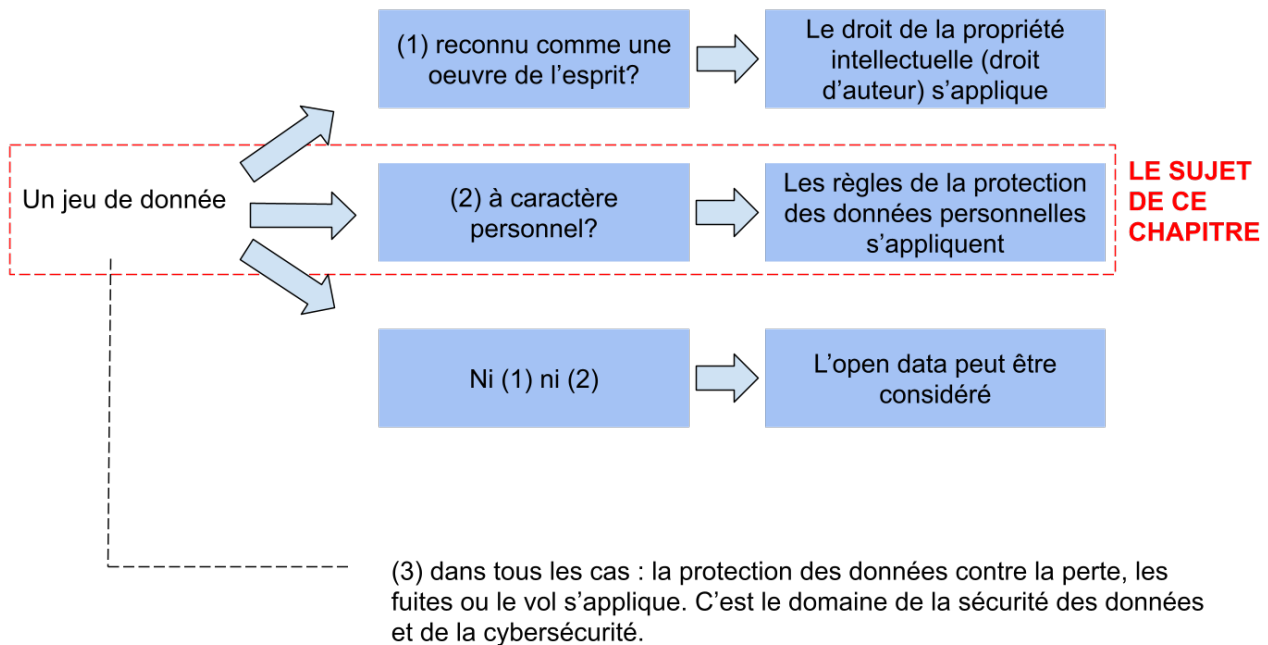 (1) reconnu comme une
oeuvre de l'esprit?
Le droit de la propriété
intellectuelle (droit
d'auteur) s'applique
Un jeu de donnée
(2) à caractère
personnel?
Les règles de la protection
des données personnelles
s'appliquent
LE SUJET
DE CE
CHAPITRE
Ni (1) ni (2)
L'open data peut être
considéré
(3) dans tous les cas : la protection des données contre la perte, les
fuites ou le vol s'applique. C'est le domaine de la sécurité des données
et de la cybersécurité.